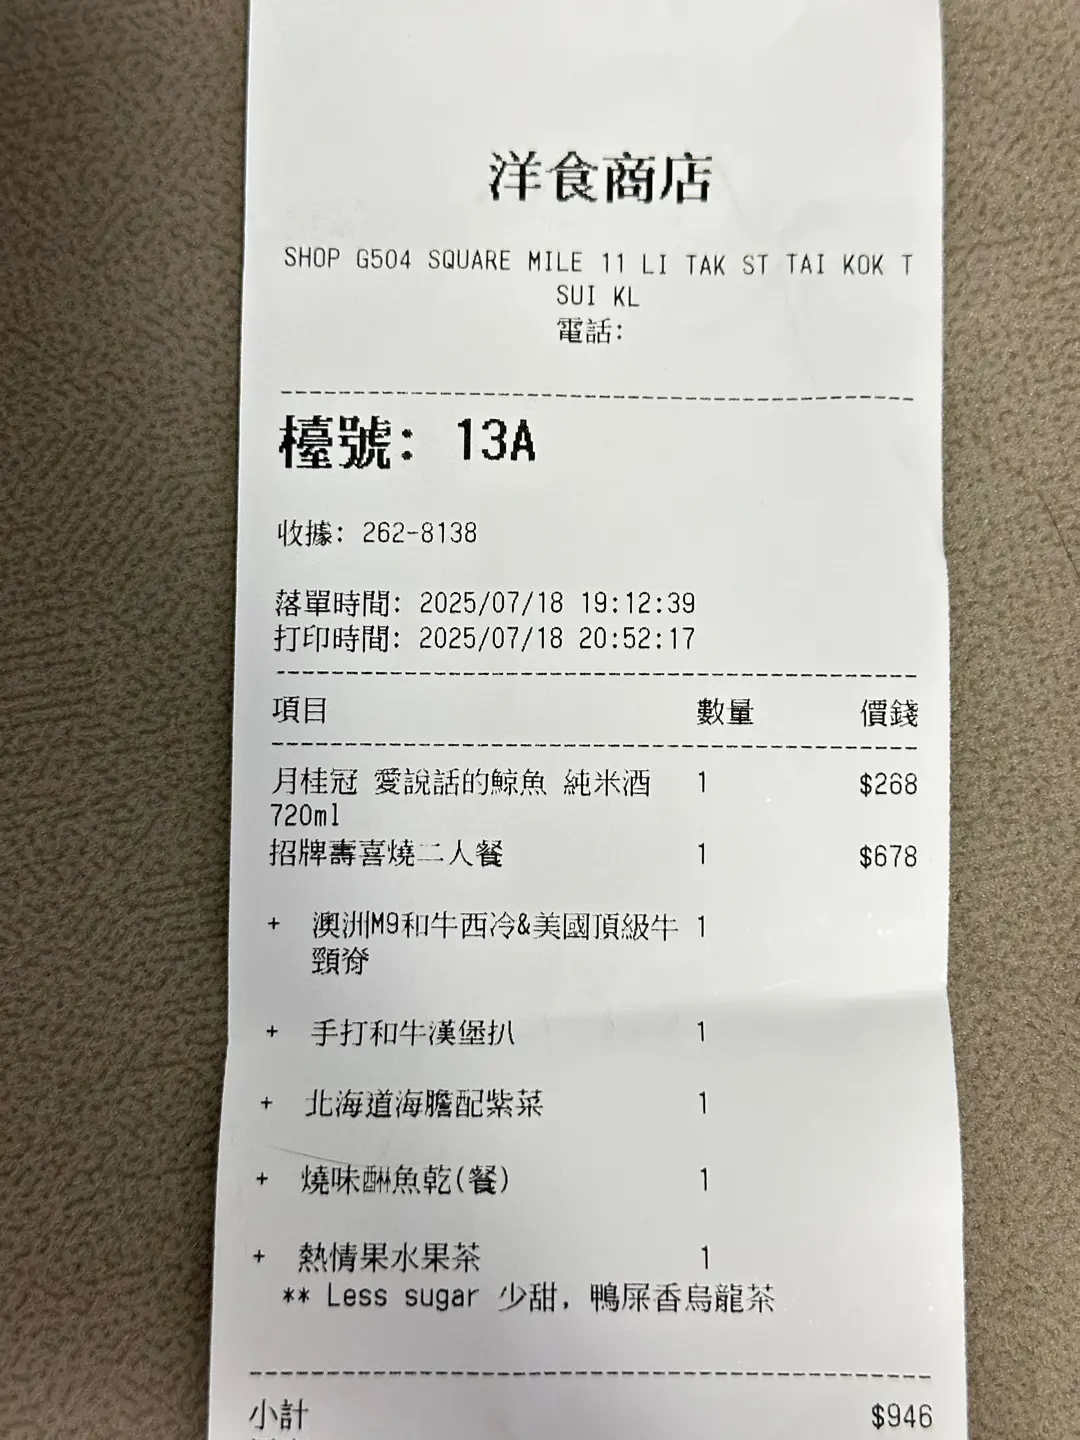 洋食商店
SHOP G504 SQUARE MILE 11 LI TAK ST TAI KOK T
SUI KL
電話:
檯號: 13A
收據: 262-8138
落單時間: 2025/07/18 19:12:39
打印時間: 2025/07/18 20:52:17
項目 數量 價錢
月桂冠 愛說話的鯨魚 純米酒 1 $268
720ml
招牌壽喜燒二人餐 1 $678
+ 澳洲M9和牛西冷&美國頂級牛 1
頸脊
+ 手打和牛漢堡扒 1
+ 北海道海膽配紫菜 1
+ 燒味醂魚乾(餐) 1
+ 熱情果水果茶 1
** Less sugar 少甜, 鴨屎香烏龍茶
小計 $946